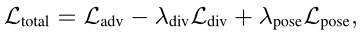 ℒ_total = ℒ_adv − λ_div ℒ_div + λ_pose ℒ_pose,